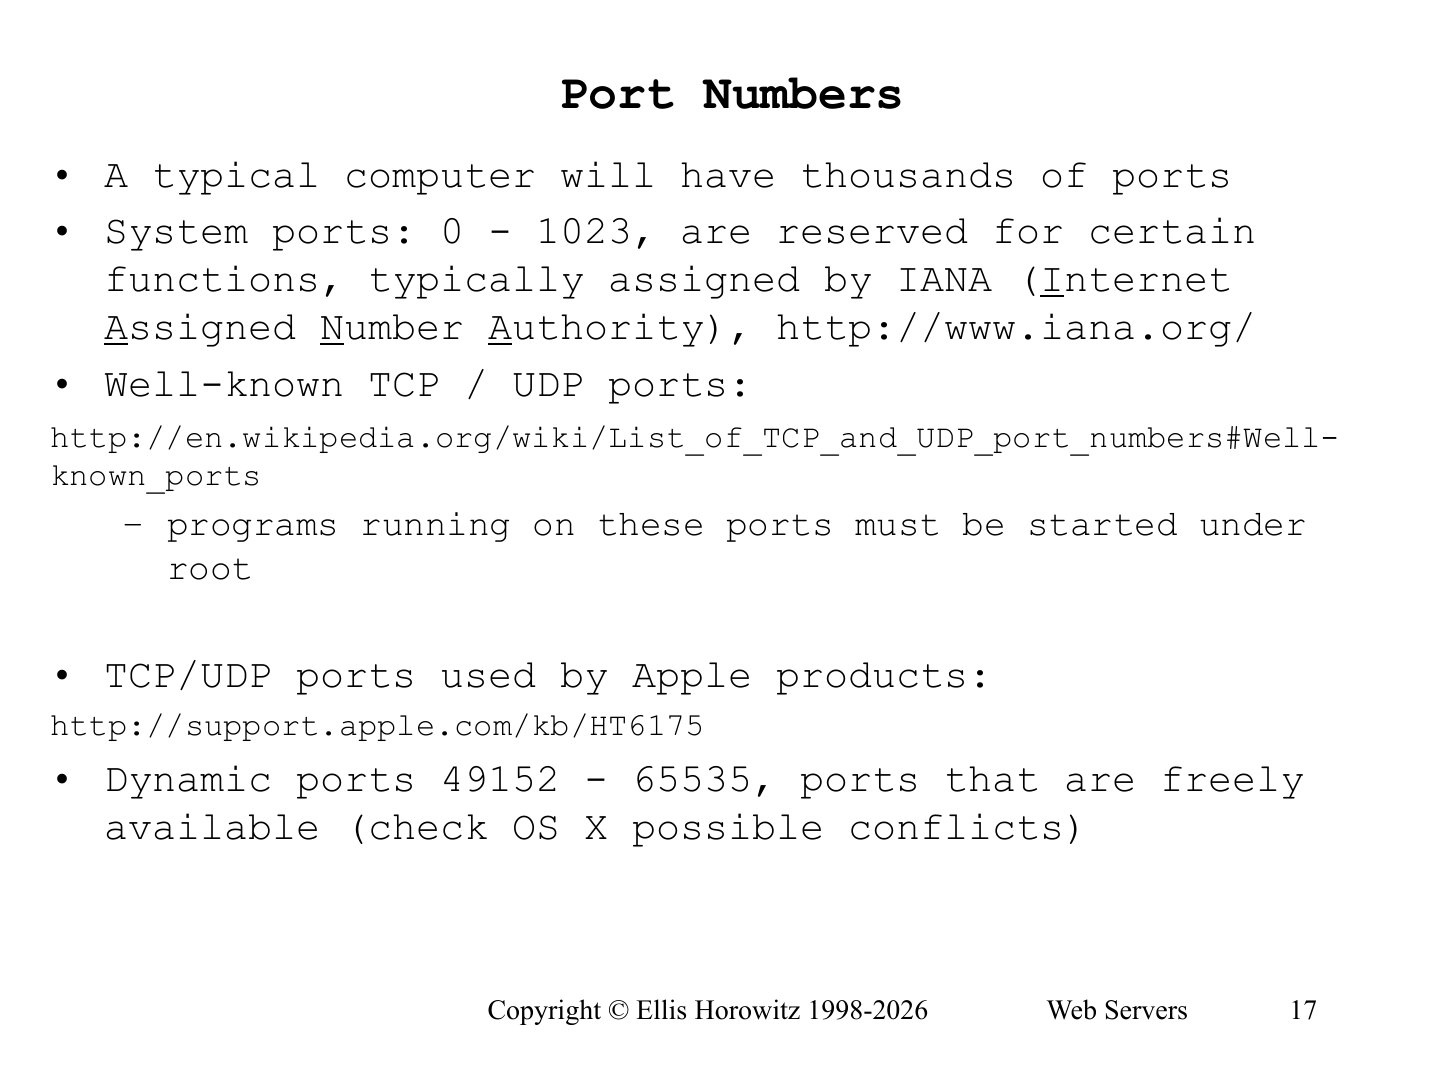 Port Numbers
• A typical computer will have thousands of ports
• System ports: 0 - 1023, are reserved for certain
functions, typically assigned by IANA (Internet
Assigned Number Authority), http://www.iana.org/
• Well-known TCP / UDP ports:
http://en.wikipedia.org/wiki/List_of_TCP_and_UDP_port_numbers#Well-
known_ports
– programs running on these ports must be started under
root
• TCP/UDP ports used by Apple products:
http://support.apple.com/kb/HT6175
• Dynamic ports 49152 - 65535, ports that are freely
available (check OS X possible conflicts)
Copyright © Ellis Horowitz 1998-2026 Web Servers 17